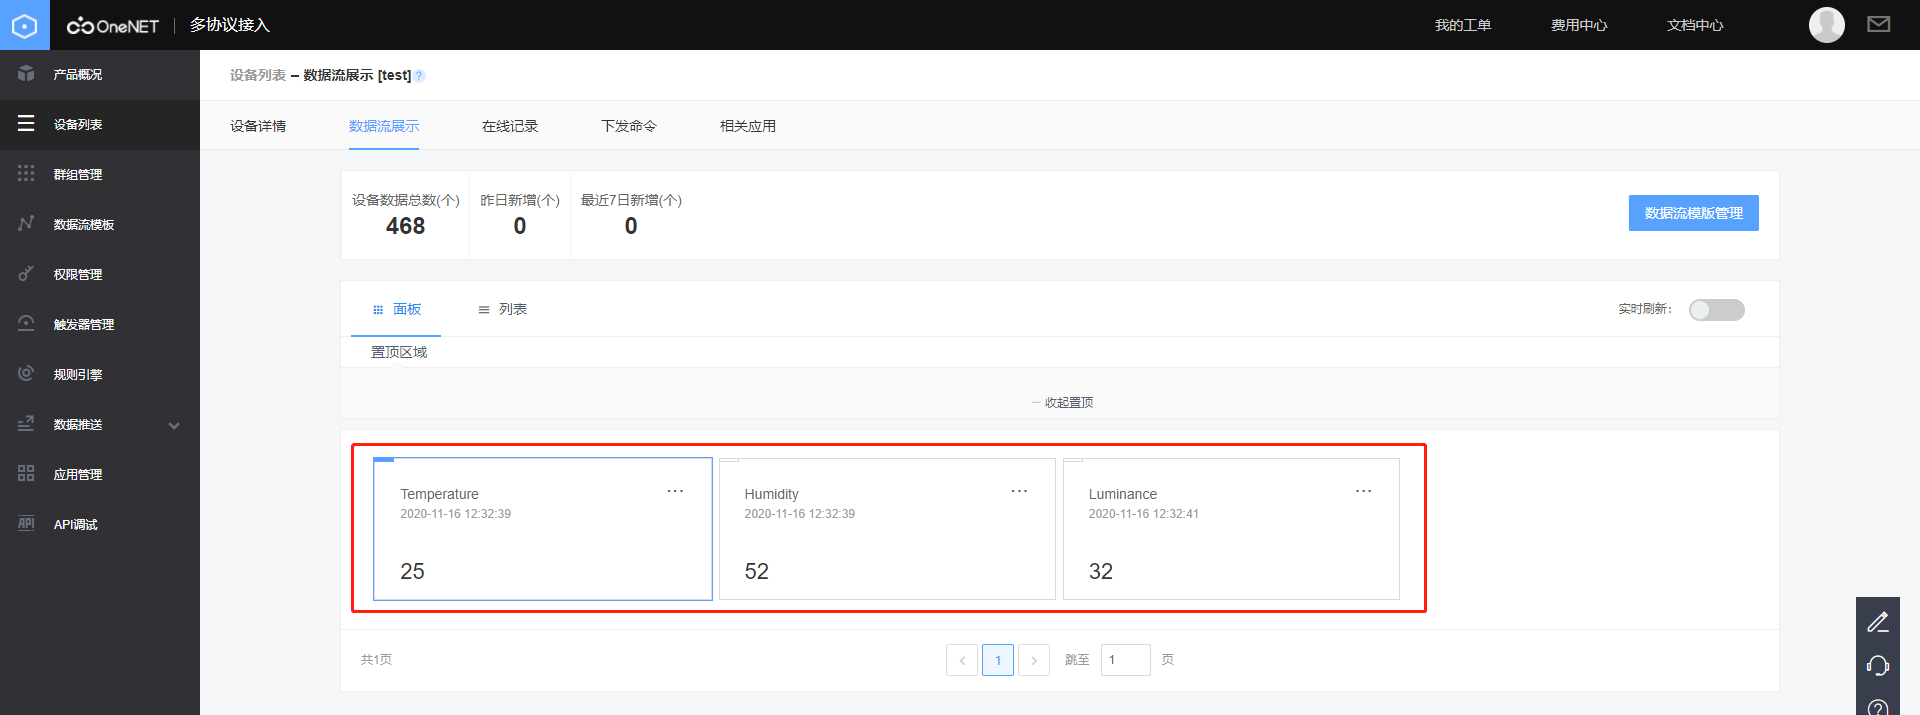 OneNET | 多协议接入
我的工单
费用中心
文档中心
产品概况
设备列表
群组管理
数据流模板
权限管理
触发器管理
规则引擎
数据推送
应用管理
API
API调试
设备列表 – 数据流展示 [test] ?
设备详情
数据流展示
在线记录
下发命令
相关应用
设备数据总数(个)
468
昨日新增(个)
0
最近7日新增(个)
0
数据流模版管理
面板
列表
实时刷新：
置顶区域
— 收起置顶
Temperature ···
2020-11-16 12:32:39
25
Humidity ···
2020-11-16 12:32:39
52
Luminance ···
2020-11-16 12:32:41
32
共1页
< 1 > 跳至 1 页